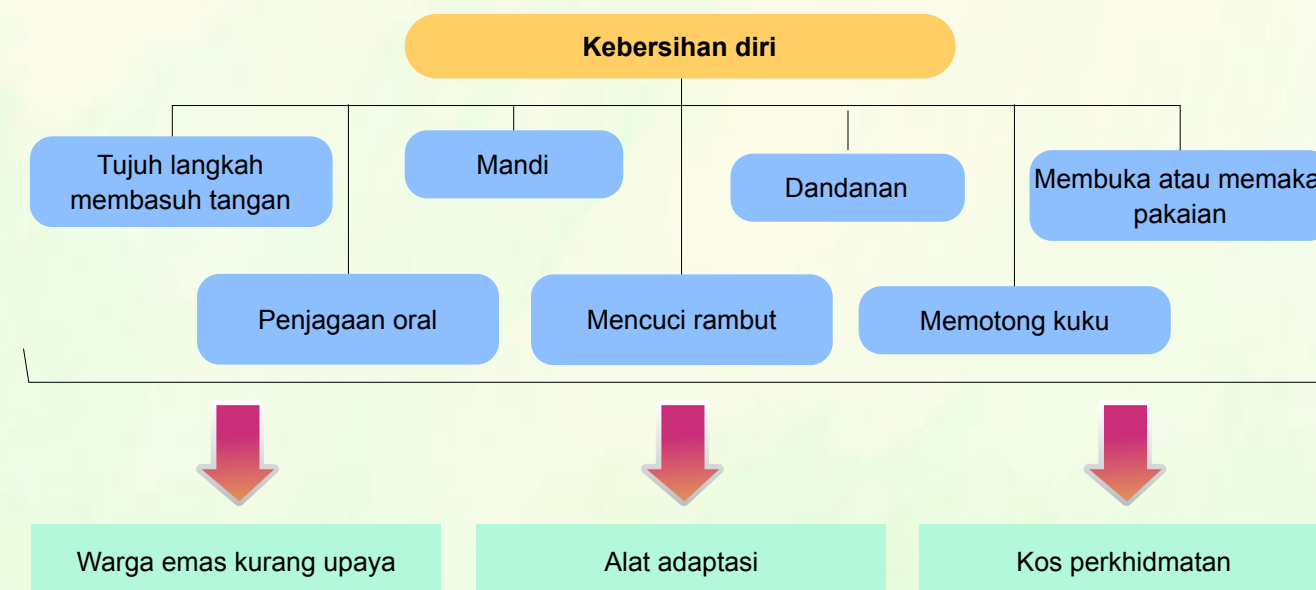 Kebersihan diri
Tujuh langkah
membasuh tangan
Mandi
Dandanan
Membuka atau memaka
pakaian
Penjagaan oral
Mencuci rambut
Memotong kuku
Warga emas kurang upaya
Alat adaptasi
Kos perkhidmatan